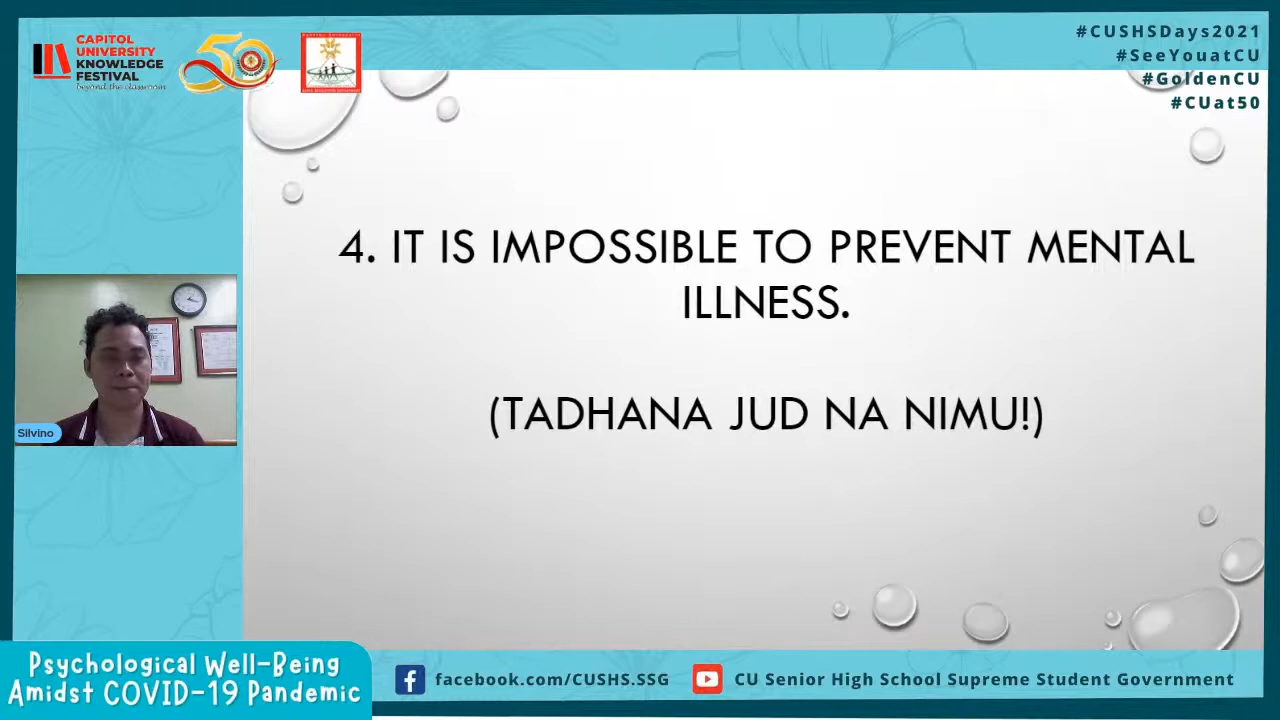 CAPITOL
UNIVERSITY
KNOWLEDGE
FESTIVAL
beyond the classroom
50
#CUSHSDays2021
#SeeYouatCU
#GoldenCU
#CUat50
4. IT IS IMPOSSIBLE TO PREVENT MENTAL
ILLNESS.
(TADHANA JUD NA NIMU!)
Silvino
Psychological Well-Being
Amidst COVID-19 Pandemic
facebook.com/CUSHS.SSG
CU Senior High School Supreme Student Government